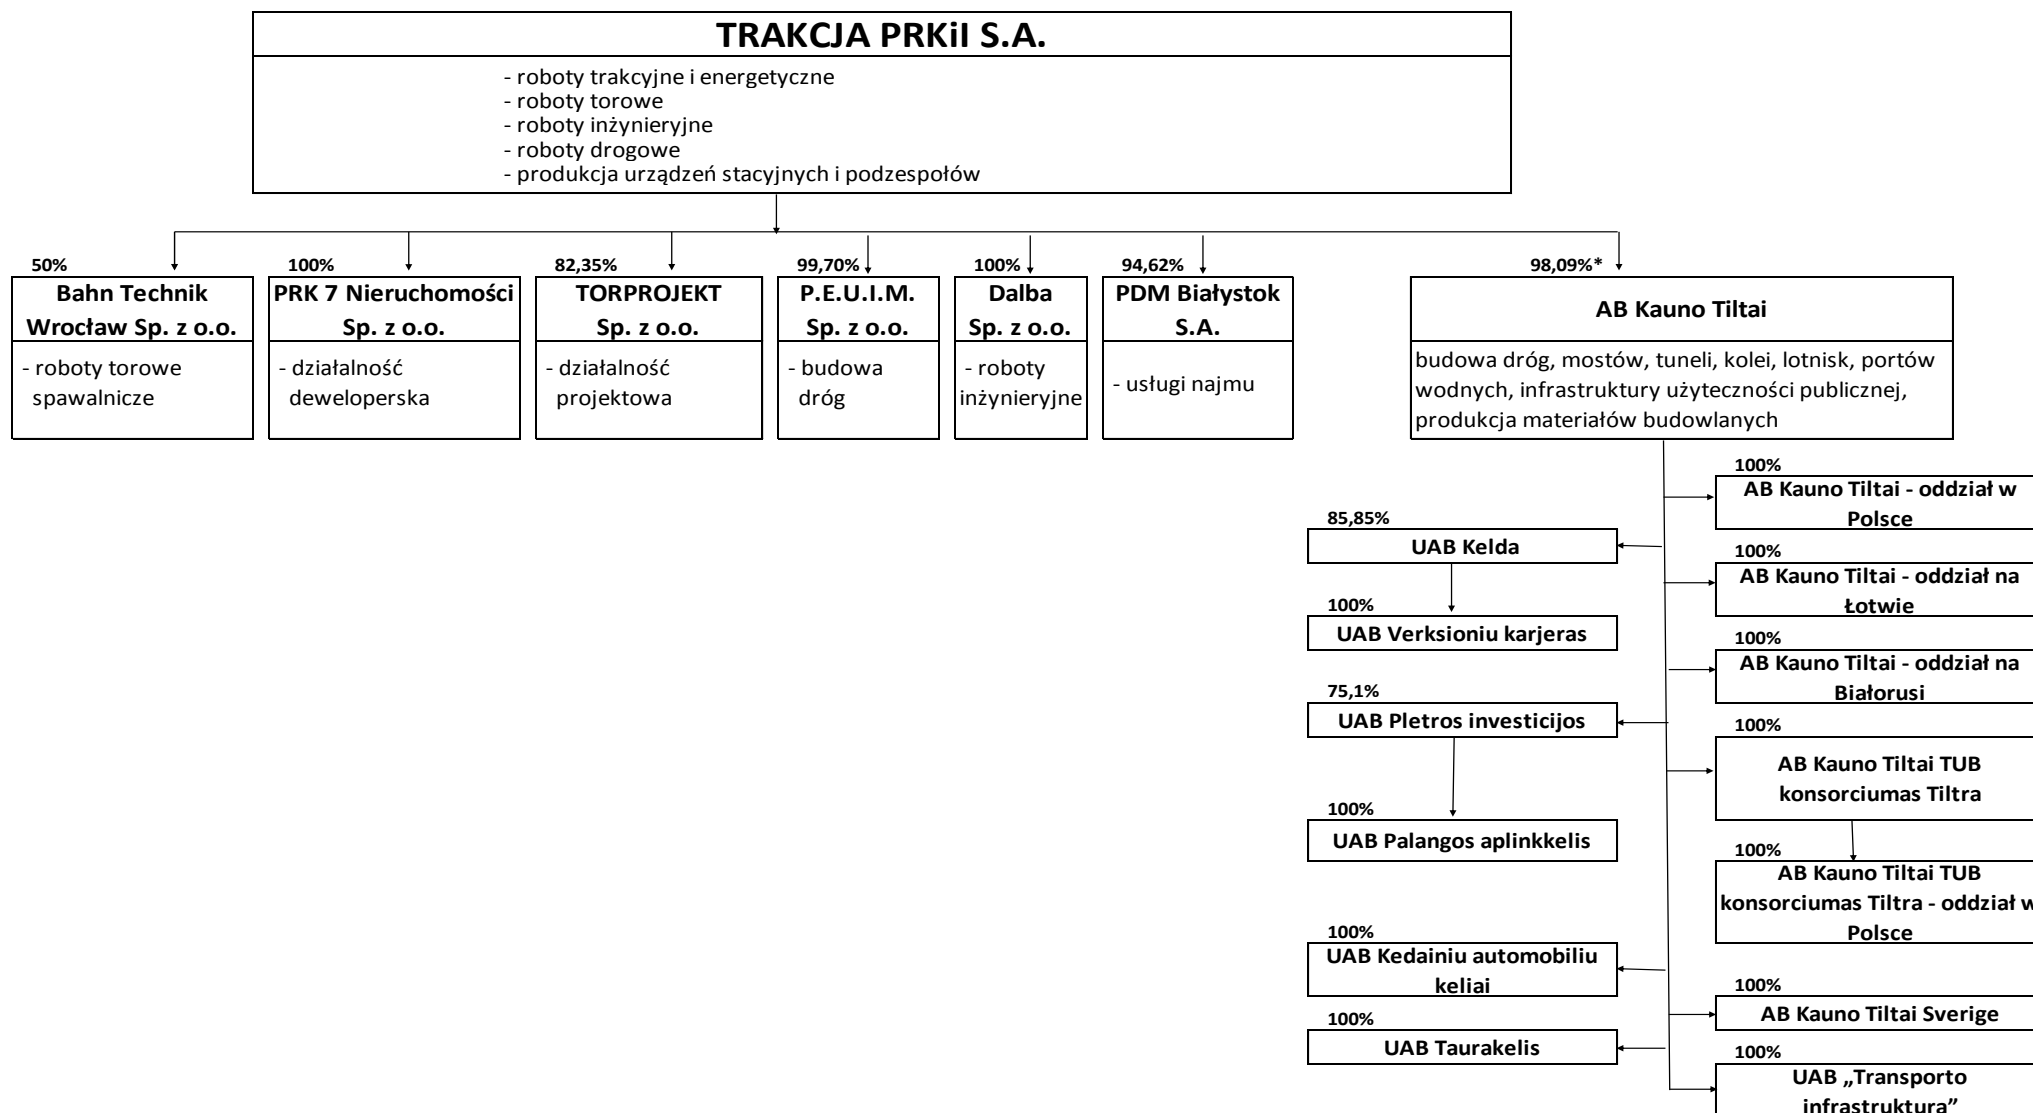 TRAKCJA PRKiI S.A.
- roboty trakcyjne i energetyczne
- roboty torowe
- roboty inżynieryjne
- roboty drogowe
- produkcja urządzeń stacyjnych i podzespołów
50%
Bahn Technik
Wrocław Sp. z o.o.
- roboty torowe
spawalnicze
100%
PRK 7 Nieruchomości
Sp. z o.o.
- działalność
deweloperska
82,35%
TORPROJEKT
Sp. z o.o.
- działalność
projektowa
99,70%
P.E.U.I.M.
Sp. z o.o.
- budowa
dróg
100%
Dalba
Sp. z o.o.
- roboty
inżynieryjne
94,62%
PDM Białystok
S.A.
- usługi najmu
98,09%*
AB Kauno Tiltai
budowa dróg, mostów, tuneli, kolei, lotnisk, portów
wodnych, infrastruktury użyteczności publicznej,
produkcja materiałów budowlanych
85,85%
UAB Kelda
100%
UAB Verksioniu karjeras
75,1%
UAB Pletros investicijos
100%
UAB Palangos aplinkkelis
100%
UAB Kedainiu automobiliu
keliai
100%
UAB Taurakelis
100%
AB Kauno Tiltai - oddział w
Polsce
100%
AB Kauno Tiltai - oddział na
Łotwie
100%
AB Kauno Tiltai - oddział na
Białorusi
100%
AB Kauno Tiltai TUB
konsorciumas Tiltra
100%
AB Kauno Tiltai TUB
konsorciumas Tiltra - oddział w
Polsce
100%
AB Kauno Tiltai Sverige
100%
UAB „Transporto
infrastruktura”